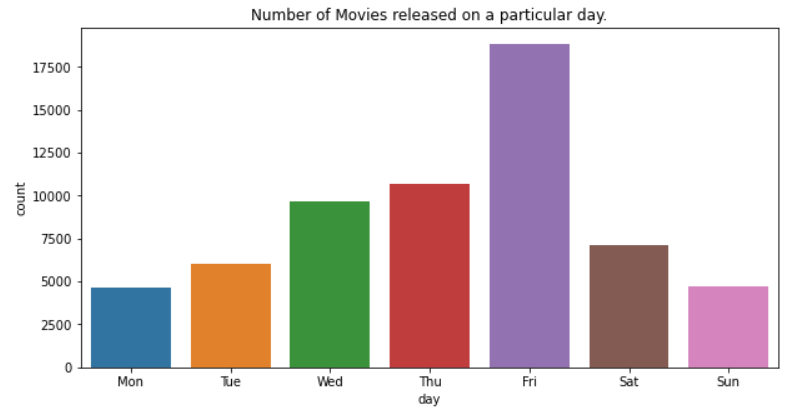 Number of Movies released on a particular day.
17500
15000
12500
10000
7500
5000
2500
0
count
Mon Tue Wed Thu Fri Sat Sun
day